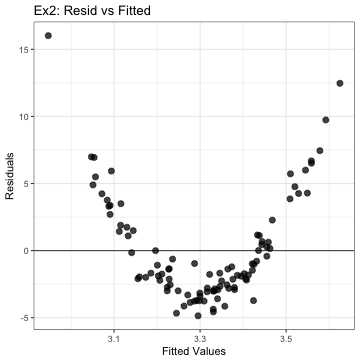 Ex2: Resid vs Fitted
15
10
5
0
-5
Residuals
3.1
3.3
3.5
Fitted Values